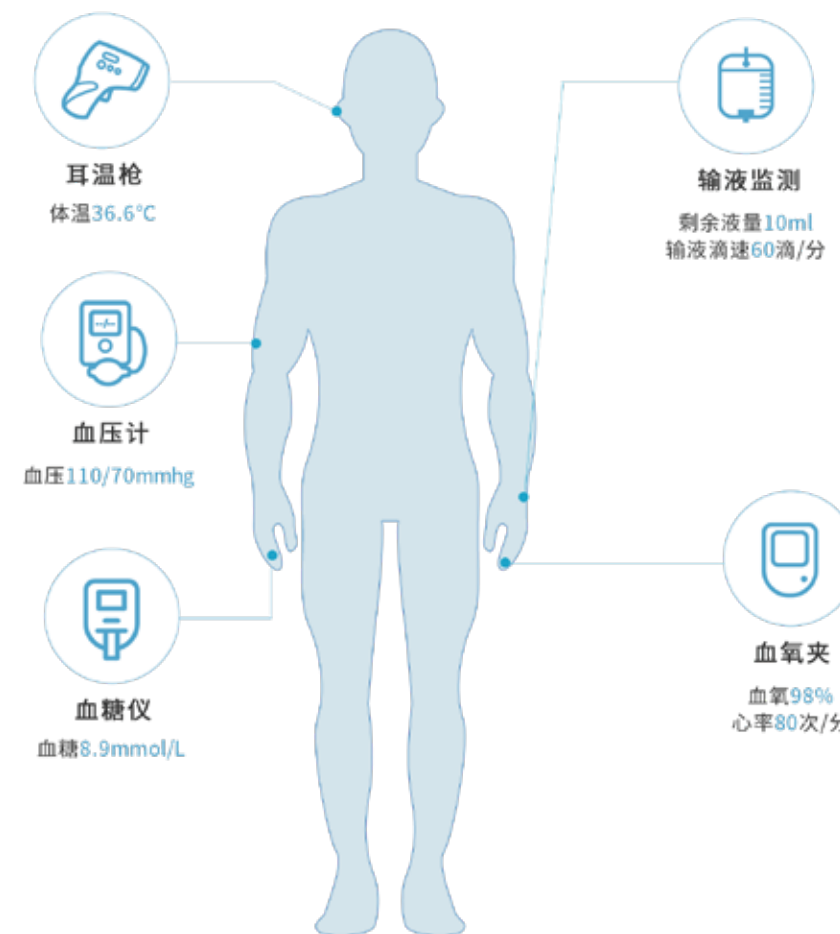 耳温枪
体温36.6°C
血压计
血压110/70mmhg
血糖仪
血糖8.9mmol/L
输液监测
剩余液量10ml
输液滴速60滴/分
血氧夹
血氧98%
心率80次/分